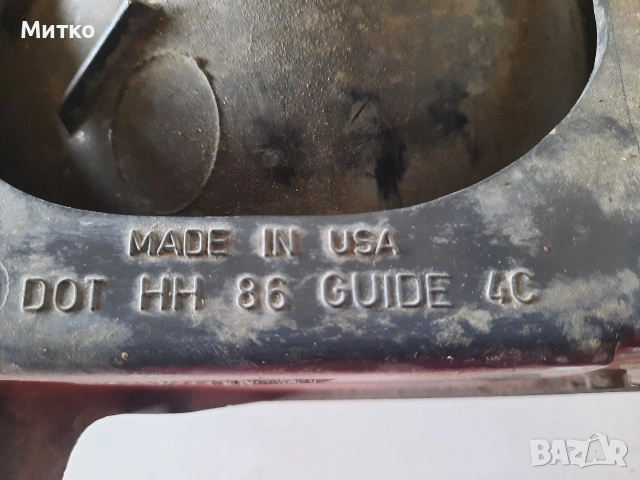 Митко
MADE IN USA
DOT HH 86 GUIDE 4C
BAZAR